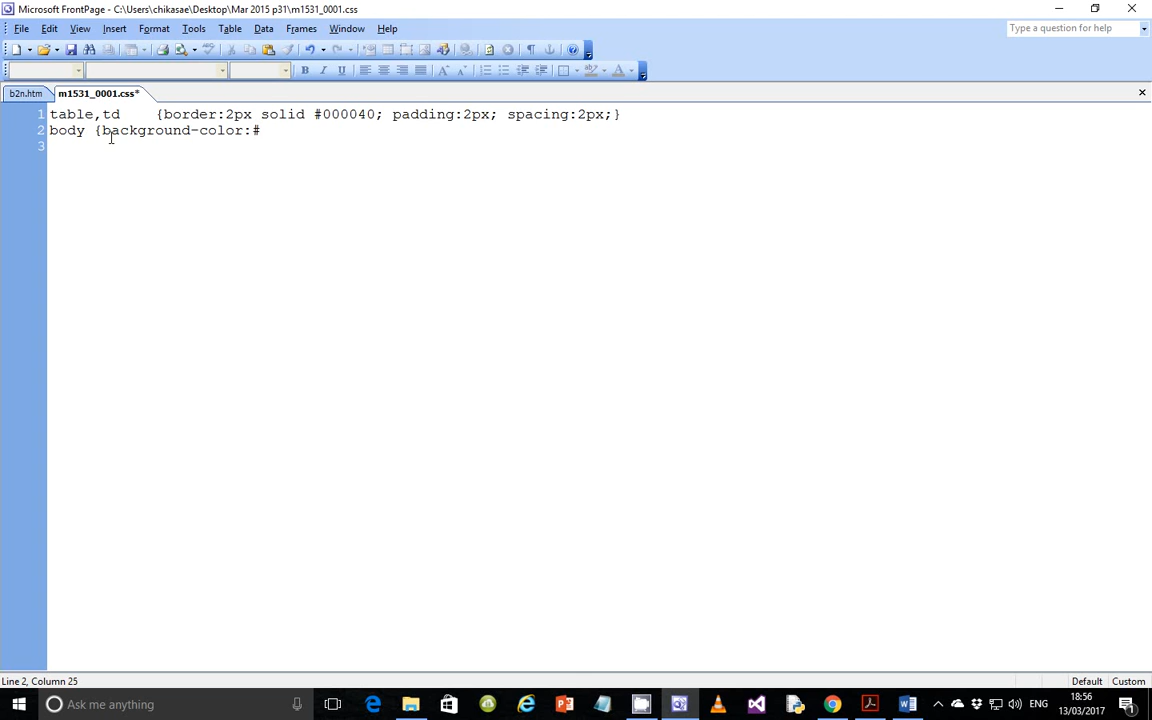 Microsoft FrontPage - C:\Users\chikasae\Desktop\Mar 2015 p31\m1531_0001.css
File Edit View Insert Format Tools Table Data Frames Window Help
Type a question for help
B I U
b2n.htm m1531_0001.css*
1 table,td {border:2px solid #000040; padding:2px; spacing:2px;}
2 body {background-color:#
3
Line 2, Column 25
Default Custom
Ask me anything
ENG
18:56
13/03/2017
1